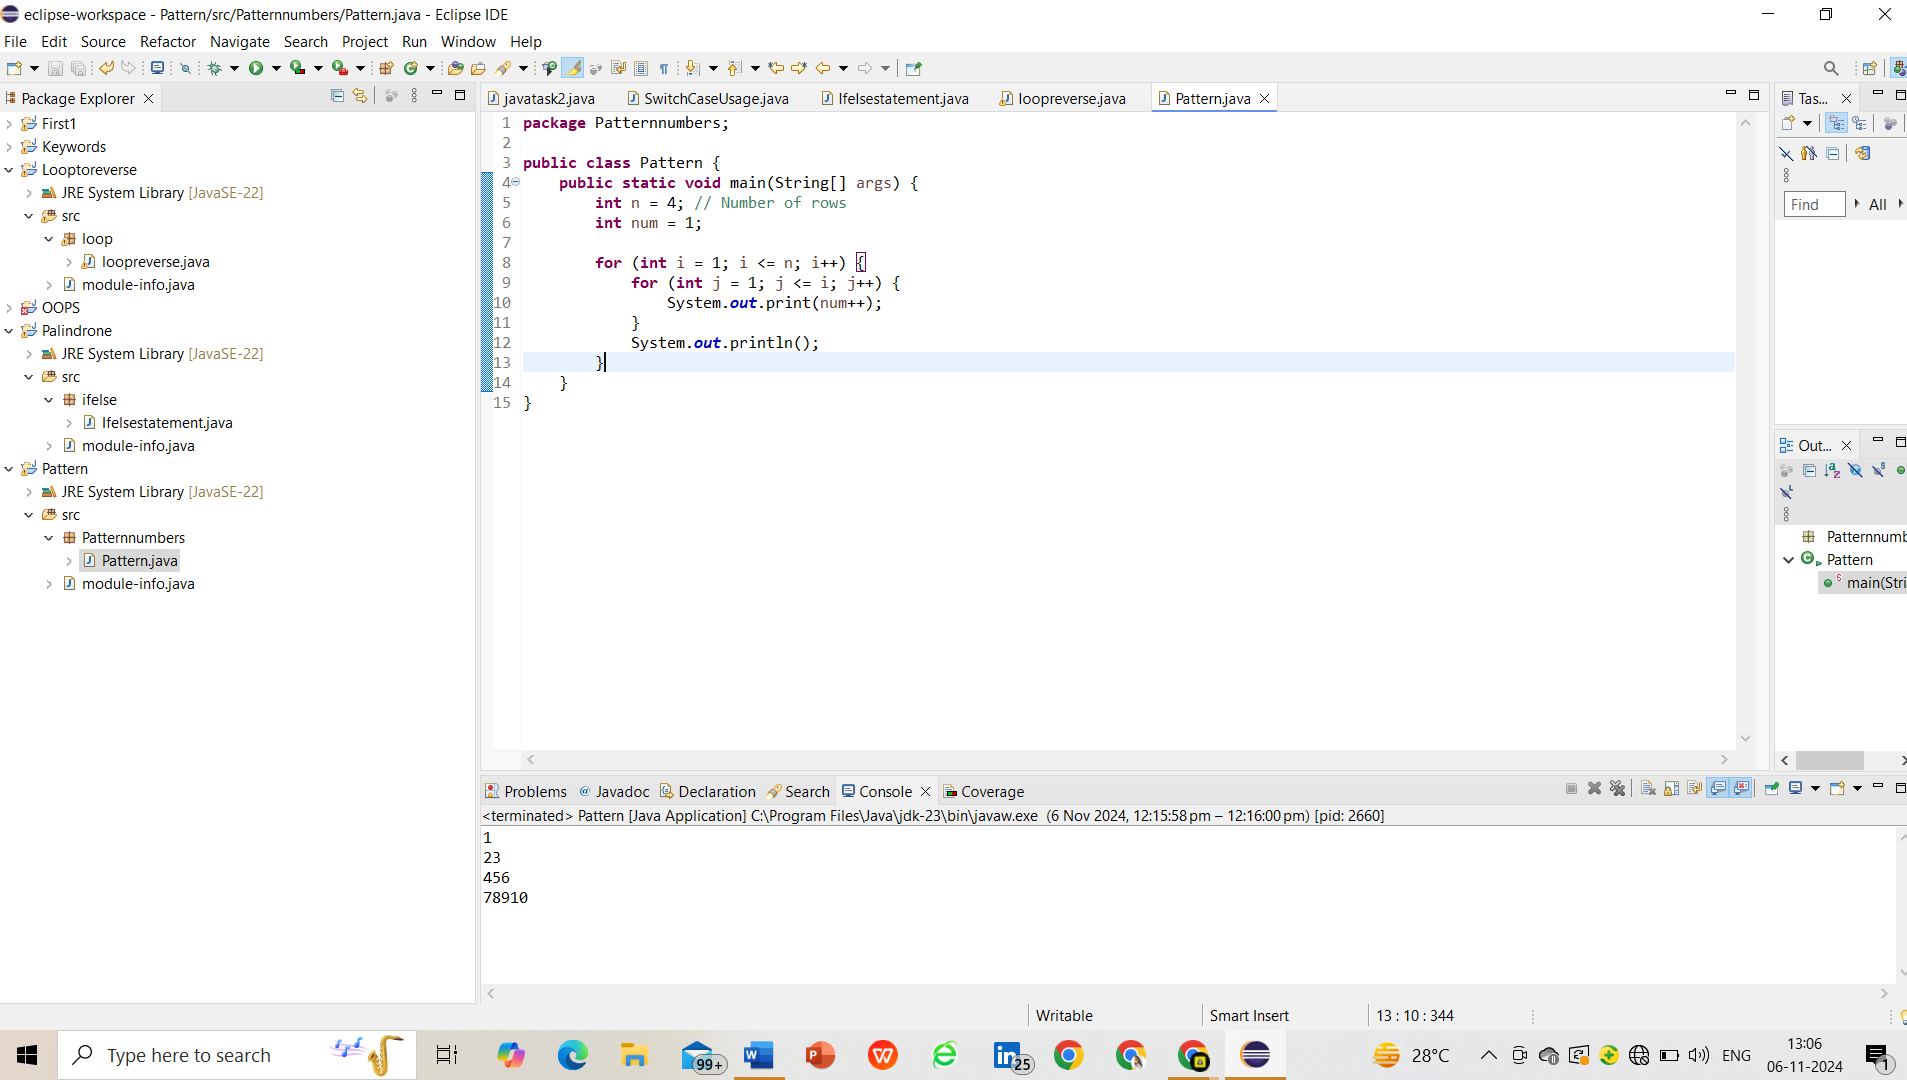 eclipse-workspace - Pattern/src/Patternnumbers/Pattern.java - Eclipse IDE
File Edit Source Refactor Navigate Search Project Run Window Help
Package Explorer
First1
Keywords
Looptoreverse
JRE System Library [JavaSE-22]
src
loop
loopreverse.java
module-info.java
OOPS
Palindrone
JRE System Library [JavaSE-22]
src
ifelse
Ifelsestatement.java
module-info.java
Pattern
JRE System Library [JavaSE-22]
src
Patternnumbers
Pattern.java
module-info.java
javatask2.java SwitchCaseUsage.java Ifelsestatement.java loopreverse.java Pattern.java
1 package Patternnumbers;
2
3 public class Pattern {
4 public static void main(String[] args) {
5 int n = 4; // Number of rows
6 int num = 1;
7
8 for (int i = 1; i <= n; i++) {
9 for (int j = 1; j <= i; j++) {
10 System.out.print(num++);
11 }
12 System.out.println();
13 }
14 }
15 }
Tas...
Find All
Out...
Patternnumb
Pattern
main(Stri
Problems Javadoc Declaration Search Console Coverage
<terminated> Pattern [Java Application] C:\Program Files\Java\jdk-23\bin\javaw.exe (6 Nov 2024, 12:15:58 pm – 12:16:00 pm) [pid: 2660]
1
23
456
78910
Writable Smart Insert 13 : 10 : 344
Type here to search
99+
25
28°C
ENG
13:06
06-11-2024
1